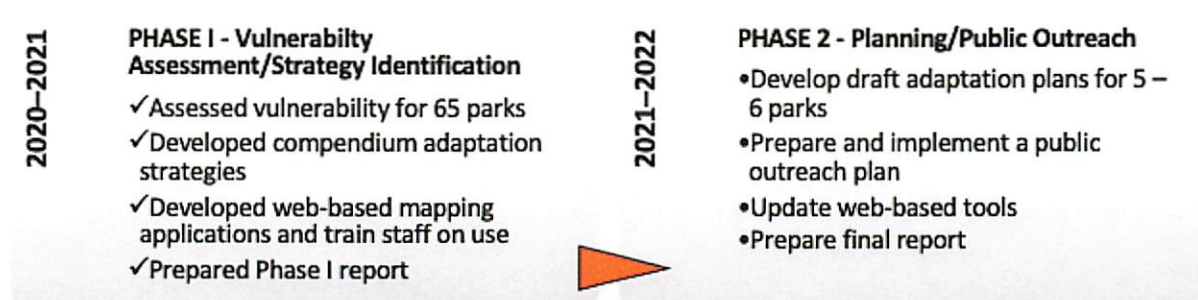 2020–2021
PHASE I - Vulnerabilty
Assessment/Strategy Identification
✓Assessed vulnerability for 65 parks
✓Developed compendium adaptation
strategies
✓Developed web-based mapping
applications and train staff on use
✓Prepared Phase I report
2021–2022
PHASE 2 - Planning/Public Outreach
•Develop draft adaptation plans for 5 –
6 parks
•Prepare and implement a public
outreach plan
•Update web-based tools
•Prepare final report